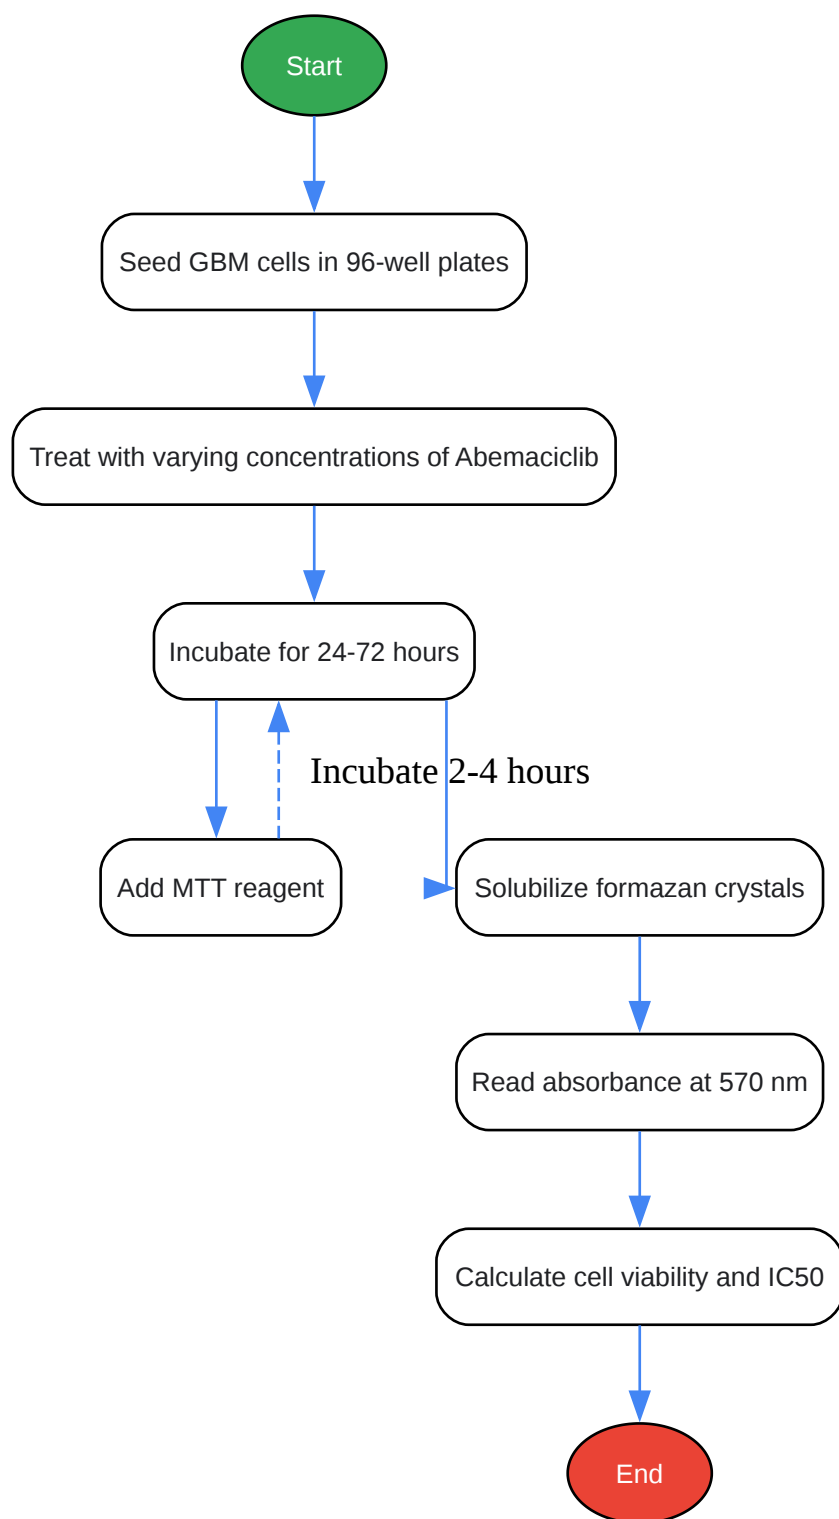 Start
Seed GBM cells in 96-well plates
Treat with varying concentrations of Abemaciclib
Incubate for 24-72 hours
Incubate 2-4 hours
Add MTT reagent
Solubilize formazan crystals
Read absorbance at 570 nm
Calculate cell viability and IC50
End